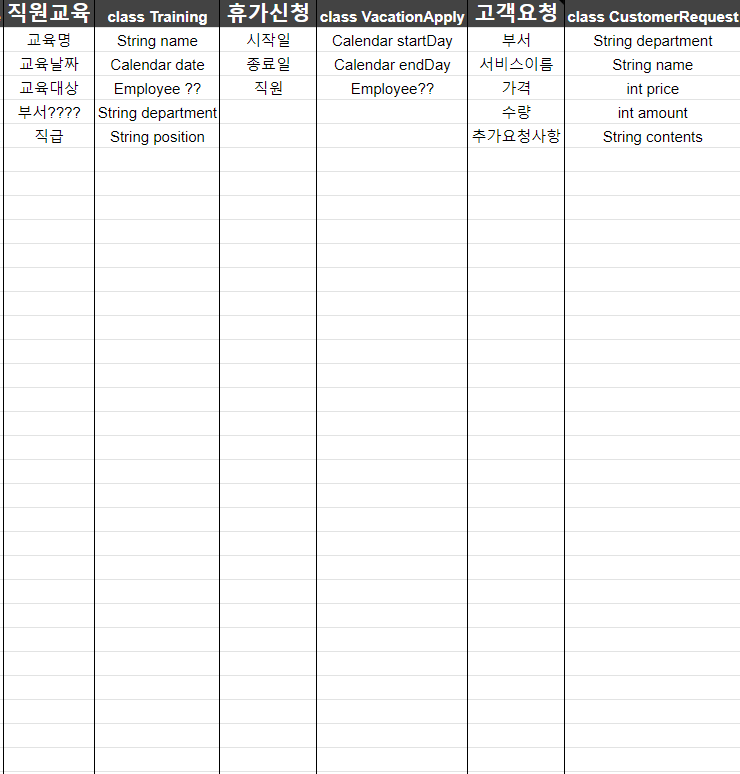 직원교육 class Training 휴가신청 class VacationApply 고객요청 class CustomerRequest
교육명 String name 시작일 Calendar startDay 부서 String department
교육날짜 Calendar date 종료일 Calendar endDay 서비스이름 String name
교육대상 Employee ?? 직원 Employee?? 가격 int price
부서???? String department 수량 int amount
직급 String position 추가요청사항 String contents